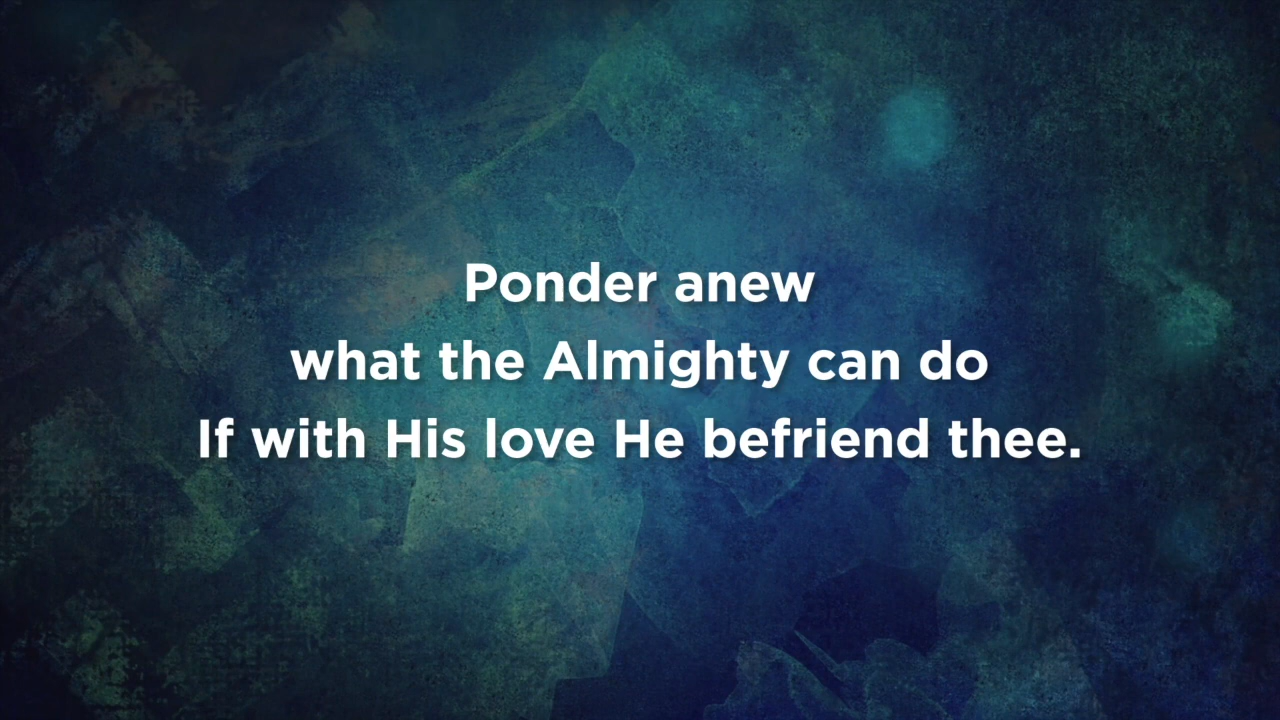 Ponder anew
what the Almighty can do
If with His love He befriend thee.